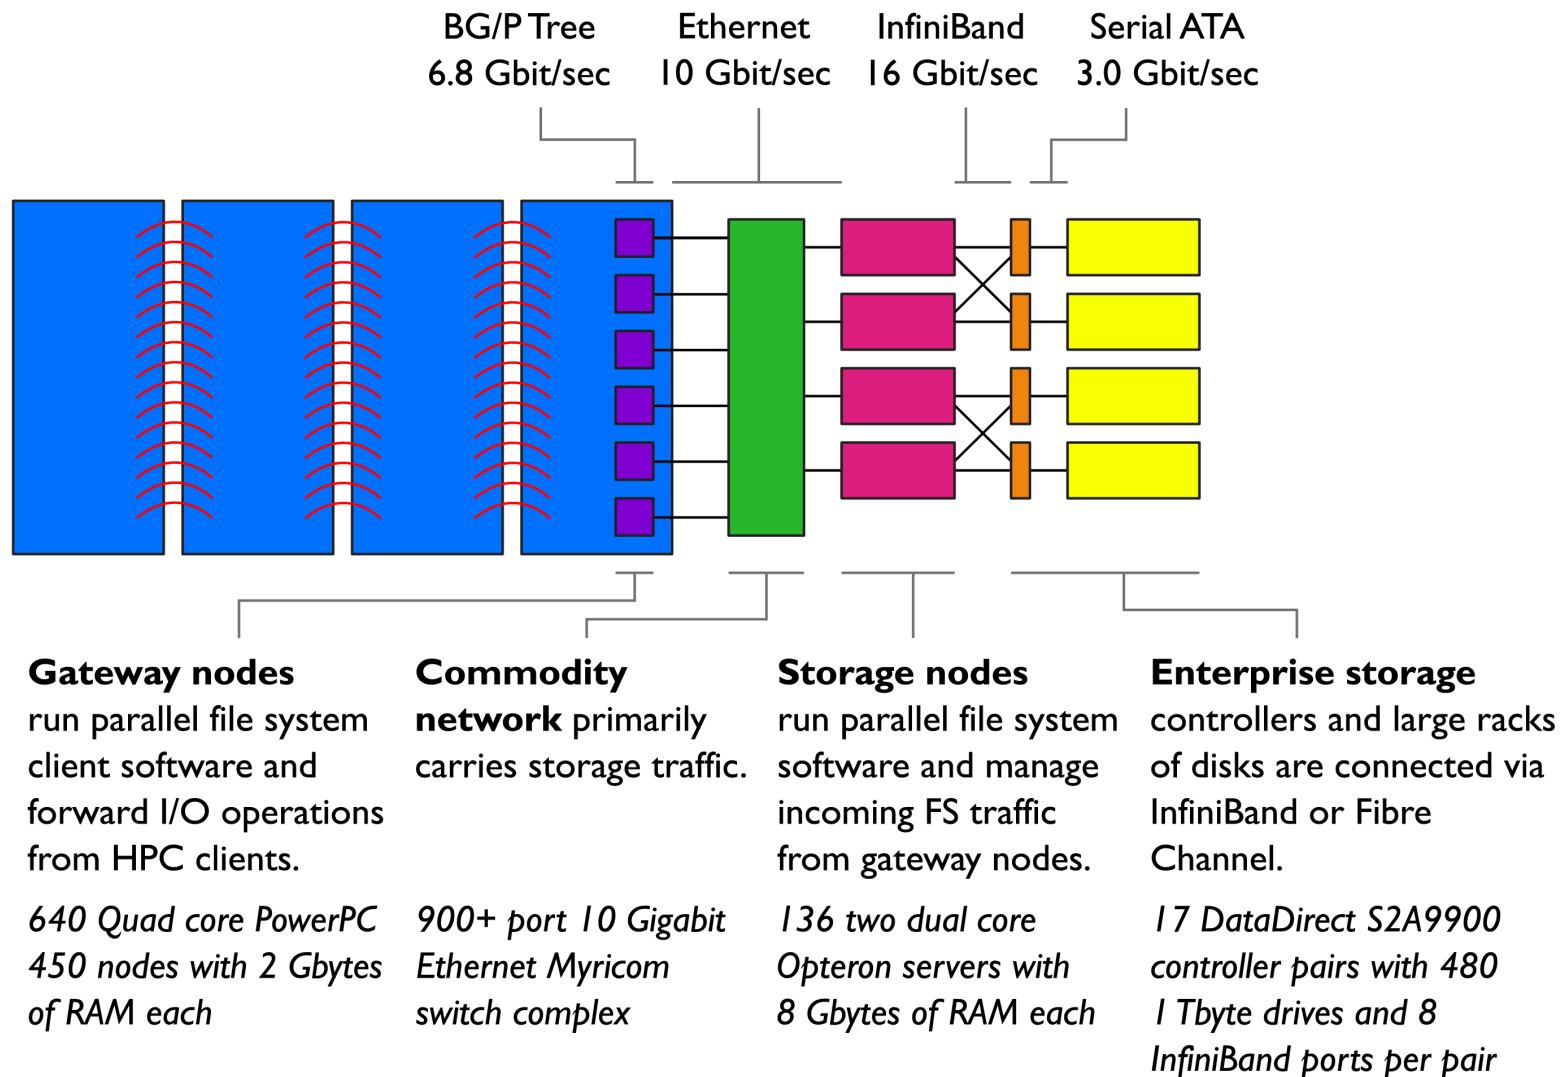 BG/P Tree
6.8 Gbit/sec
Ethernet
10 Gbit/sec
InfiniBand
16 Gbit/sec
Serial ATA
3.0 Gbit/sec
Gateway nodes
run parallel file system
client software and
forward I/O operations
from HPC clients.
640 Quad core PowerPC
450 nodes with 2 Gbytes
of RAM each
Commodity
network primarily
carries storage traffic.
900+ port 10 Gigabit
Ethernet Myricom
switch complex
Storage nodes
run parallel file system
software and manage
incoming FS traffic
from gateway nodes.
136 two dual core
Opteron servers with
8 Gbytes of RAM each
Enterprise storage
controllers and large racks
of disks are connected via
InfiniBand or Fibre
Channel.
17 DataDirect S2A9900
controller pairs with 480
1 Tbyte drives and 8
InfiniBand ports per pair